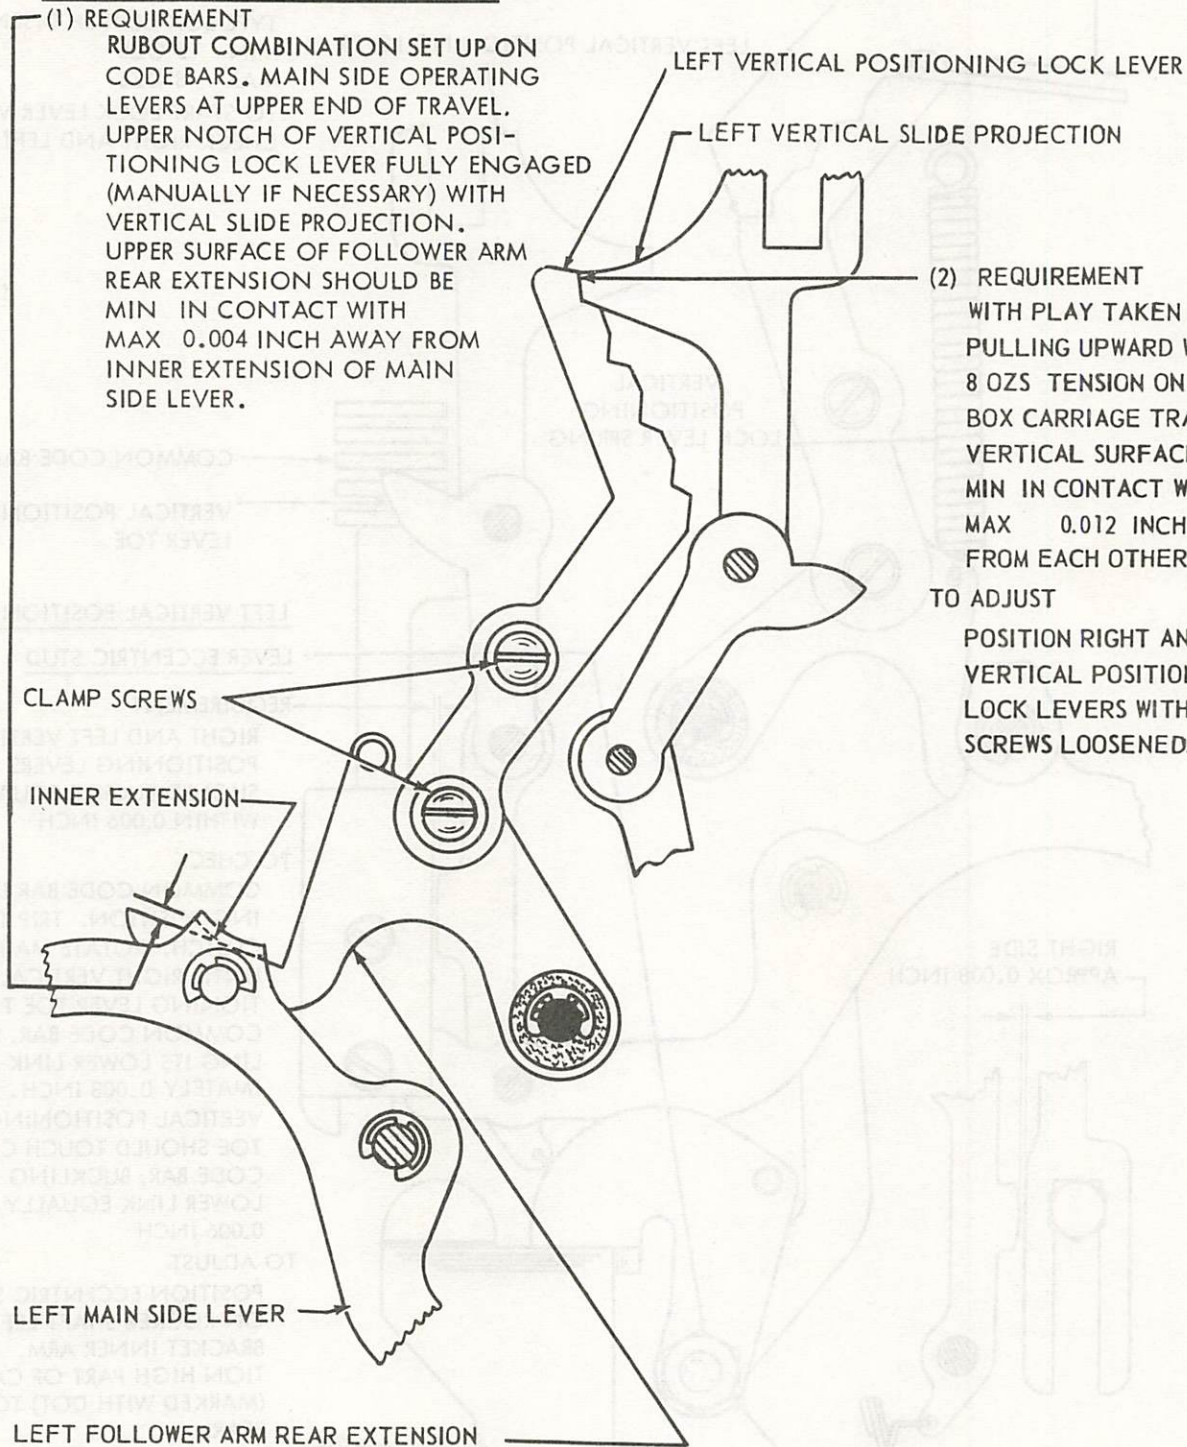 (1) REQUIREMENT
RUBOUT COMBINATION SET UP ON
CODE BARS. MAIN SIDE OPERATING
LEVERS AT UPPER END OF TRAVEL.
UPPER NOTCH OF VERTICAL POSI-
TIONING LOCK LEVER FULLY ENGAGED
(MANUALLY IF NECESSARY) WITH
VERTICAL SLIDE PROJECTION.
UPPER SURFACE OF FOLLOWER ARM
REAR EXTENSION SHOULD BE
MIN IN CONTACT WITH
MAX 0.004 INCH AWAY FROM
INNER EXTENSION OF MAIN
SIDE LEVER.
LEFT VERTICAL POSITIONING LOCK LEVER
LEFT VERTICAL SLIDE PROJECTION
(2) REQUIREMENT
WITH PLAY TAKEN
PULLING UPWARD
8 OZS TENSION ON
BOX CARRIAGE
VERTICAL
MIN IN CONTACT
MAX 0.012 INCH
FROM EACH OTHER
TO ADJUST
POSITION RIGHT
VERTICAL
LOCK LEVERS WITH
SCREWS LOOSENED
CLAMP SCREWS
INNER EXTENSION
LEFT MAIN SIDE LEVER
LEFT FOLLOWER ARM REAR EXTENSION